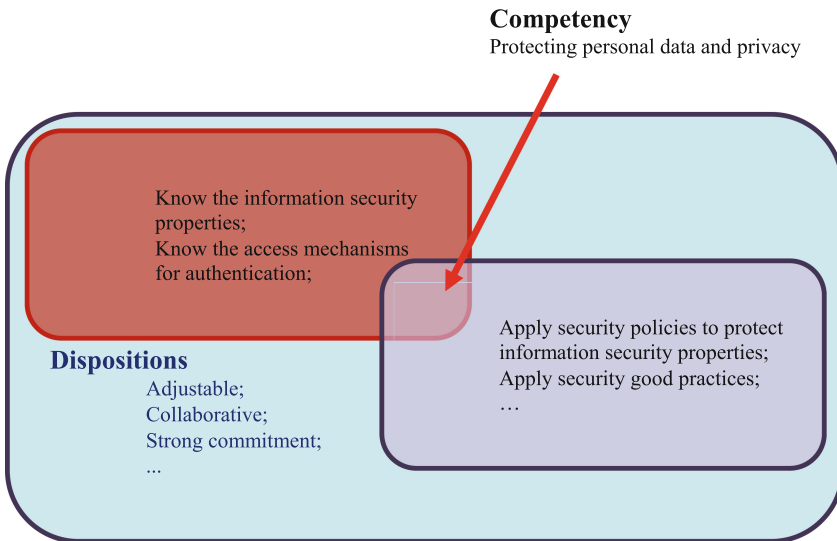 Competency
Protecting personal data and privacy
Know the information security
properties;
Know the access mechanisms
for authentication;
Apply security policies to protect
information security properties;
Apply security good practices;
…
Dispositions
Adjustable;
Collaborative;
Strong commitment;
...